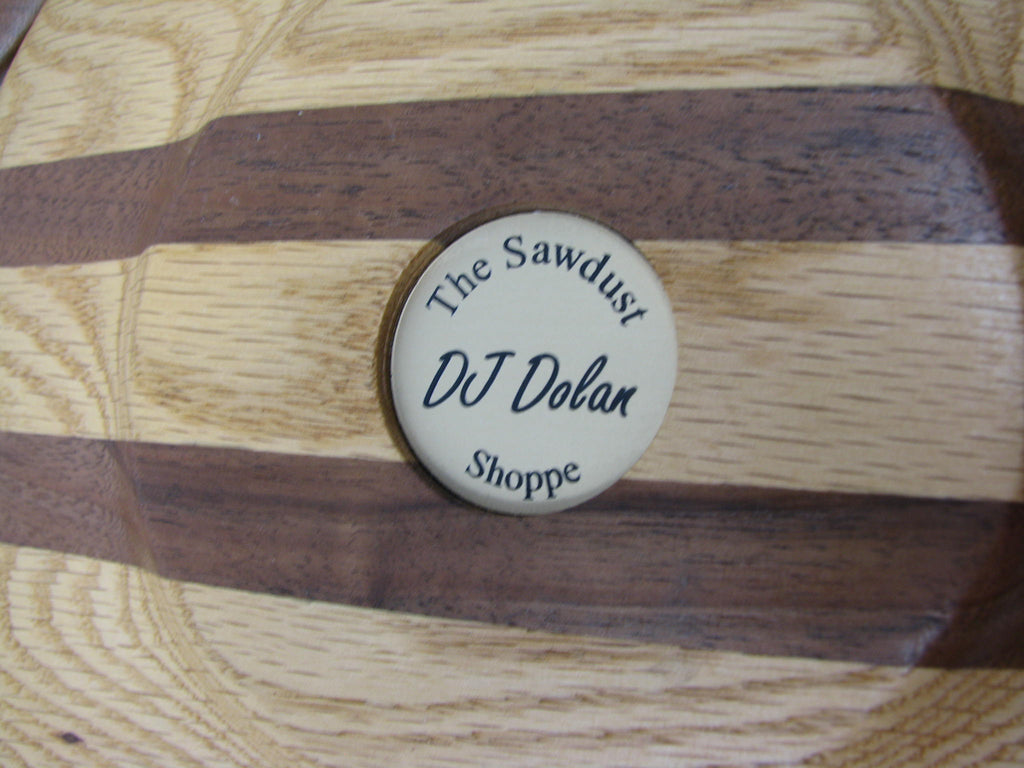 The Sawdust
DJ Dolan
Shoppe